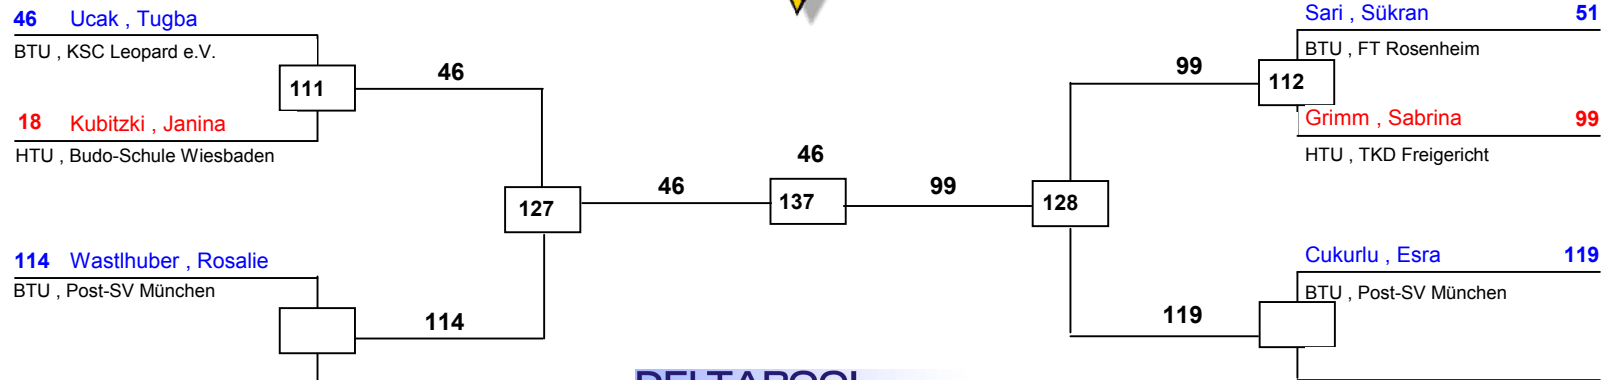 46 Ucak , Tugba
BTU , KSC Leopard e.V.
111
46
18 Kubitzki , Janina
HTU , Budo-Schule Wiesbaden
127
46
114 Wastlhuber , Rosalie
BTU , Post-SV München
114
46
137
Sari , Sükran 51
BTU , FT Rosenheim
99
112
Grimm , Sabrina 99
HTU , TKD Freigericht
99
128
Cukurlu , Esra 119
BTU , Post-SV München
119